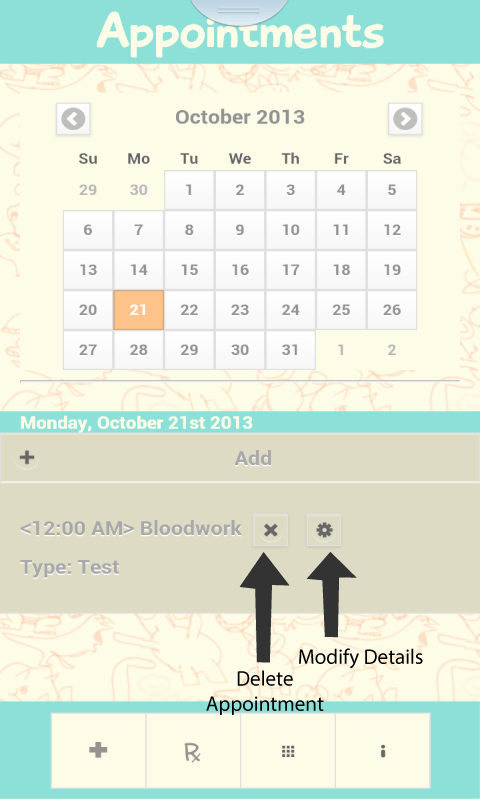 Appointments
October 2013
Su Mo Tu We Th Fr Sa
29 30 1 2 3 4 5
6 7 8 9 10 11 12
13 14 15 16 17 18 19
20 21 22 23 24 25 26
27 28 29 30 31 1 2
Monday, October 21st 2013
Add
<12:00 AM> Bloodwork
Type: Test
Modify Details
Delete
Appointment
Rx